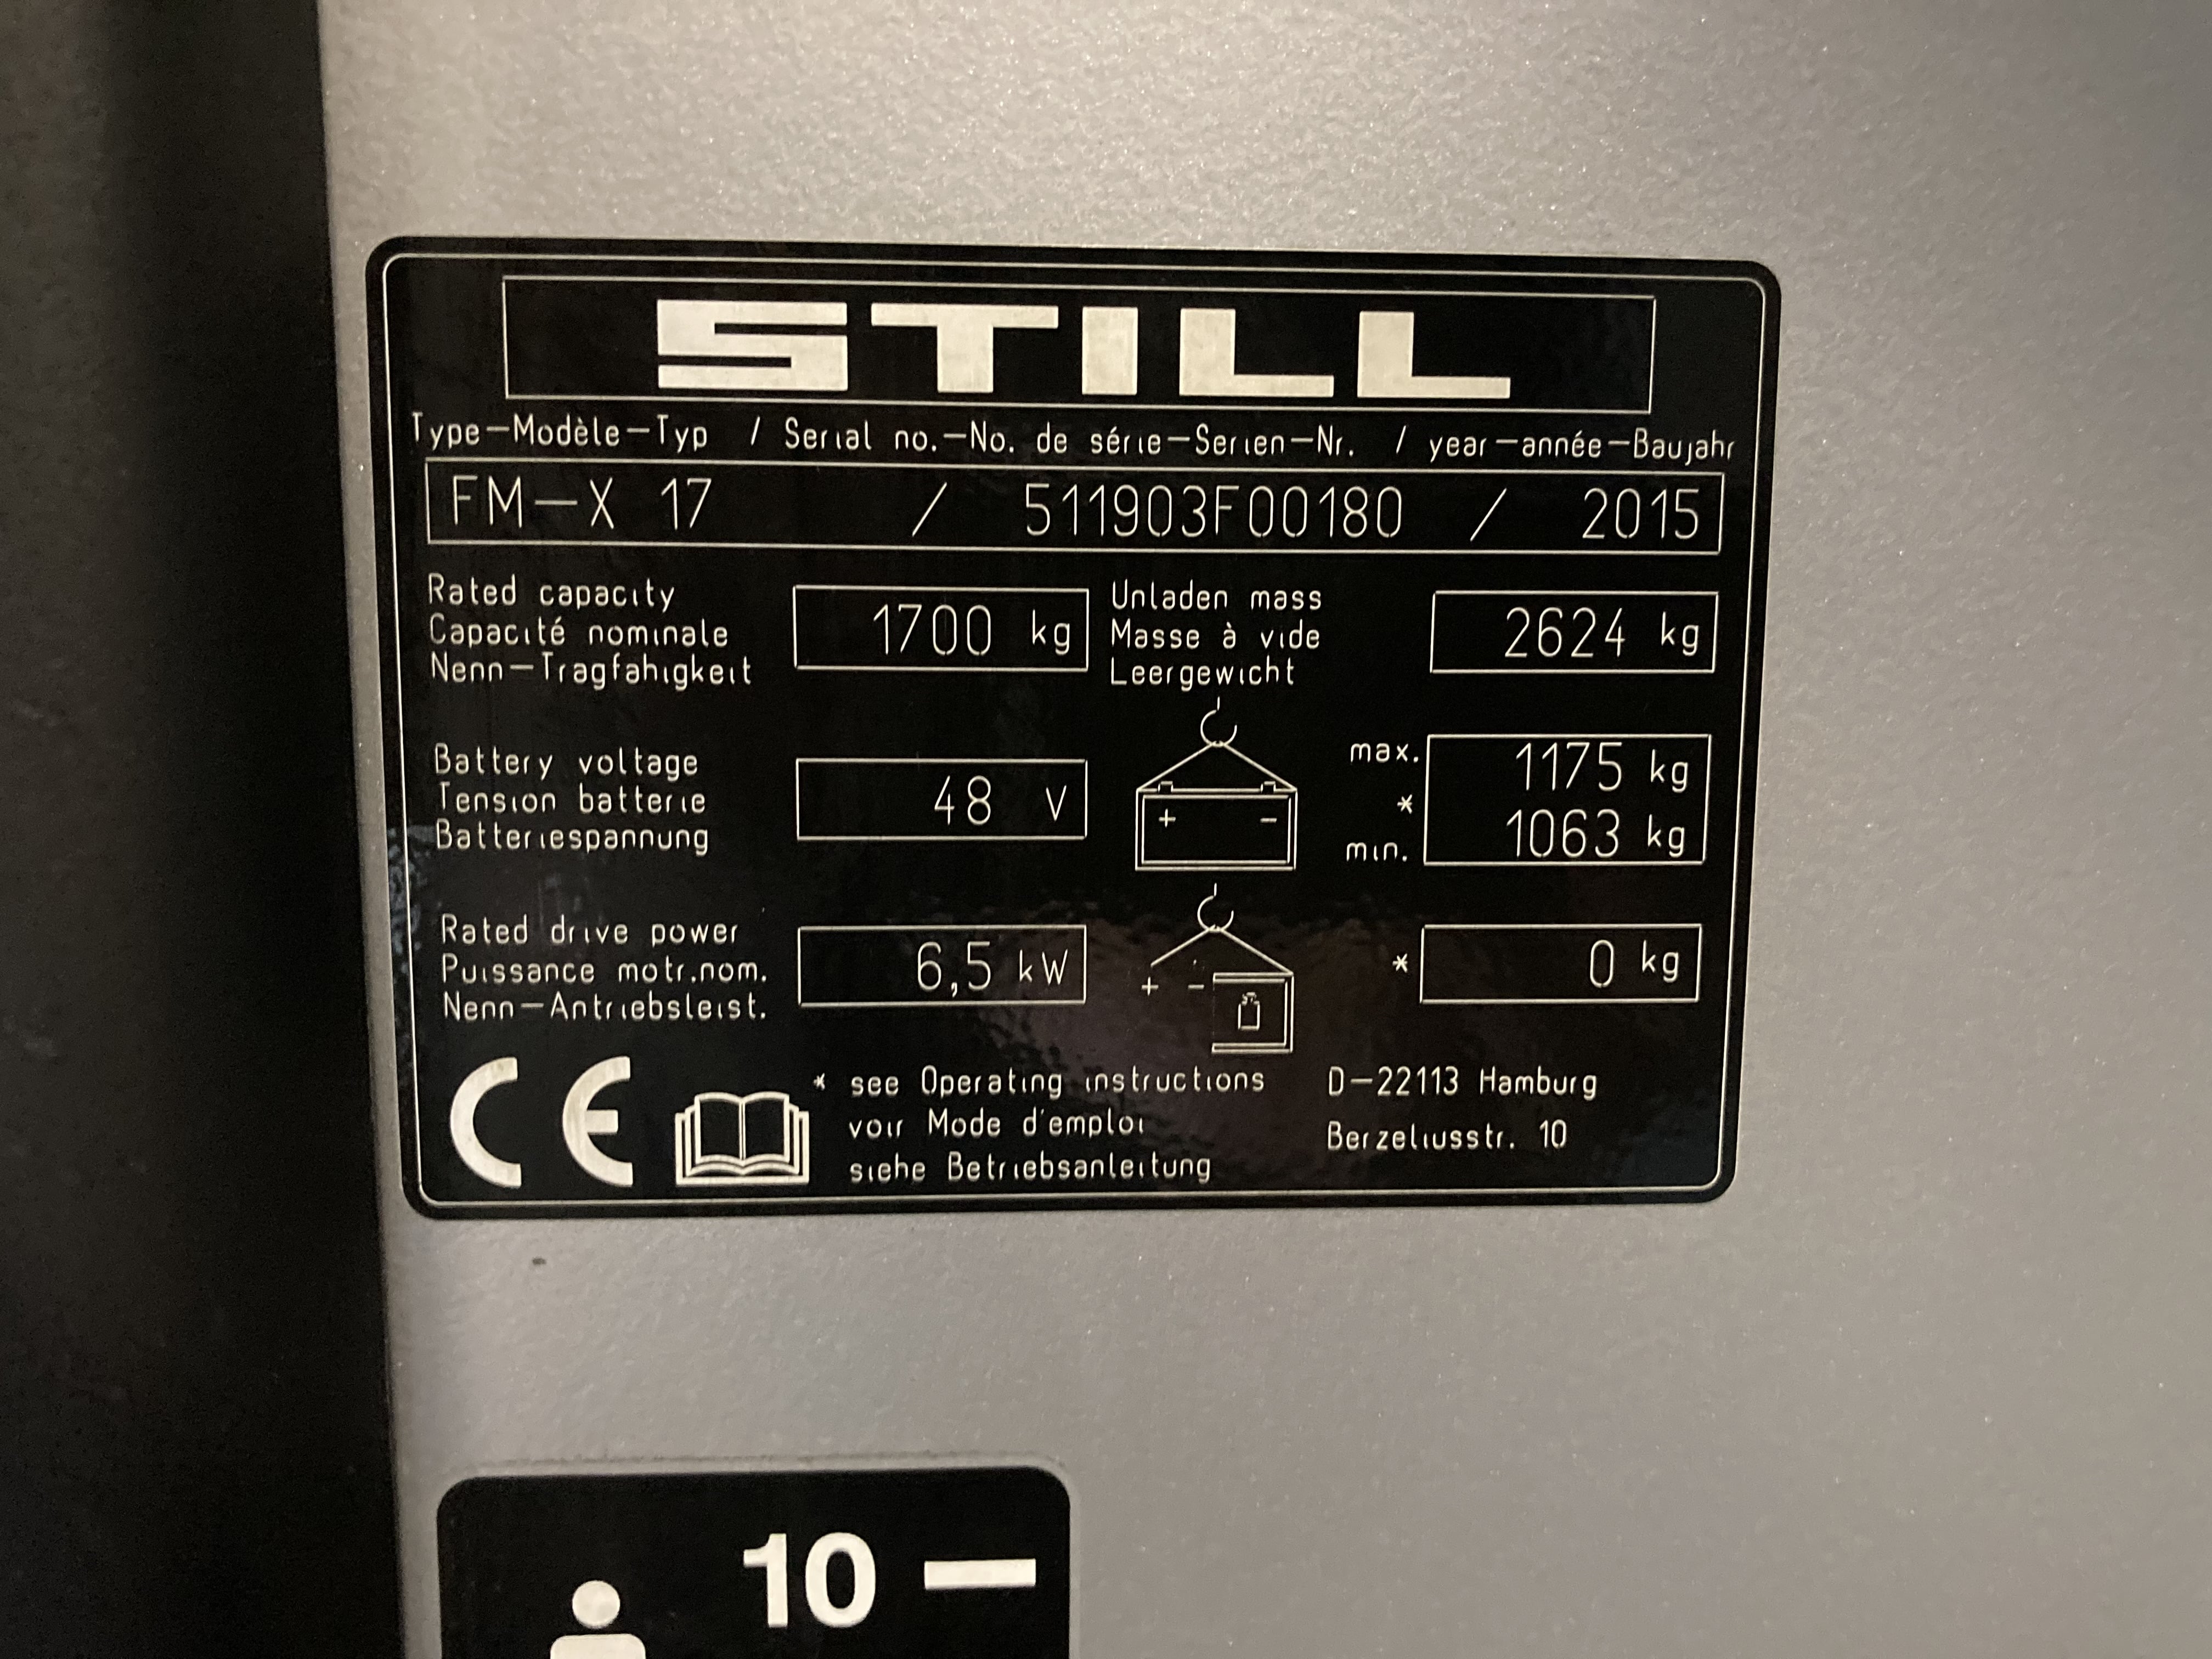 STILL
Type–Modèle–Typ / Serial no.–No. de série–Serien–Nr. / year–année–Baujahr
FM–X 17 / 511903F00180 / 2015
Rated capacity
Capacité nominale
Nenn–Tragfahigkeit
1700 kg
Unladen mass
Masse à vide
Leergewicht
2624 kg
Battery voltage
Tension batterie
Batteriespannung
48 V
+ –
max. 1175 kg
*
min. 1063 kg
Rated drive power
Puissance motr.nom.
Nenn–Antriebsleist.
6,5 kW
+ –
* 0 kg
CE
* see Operating instructions
voir Mode d'emploi
siehe Betriebsanleitung
D–22113 Hamburg
Berzeliusstr. 10
10 –